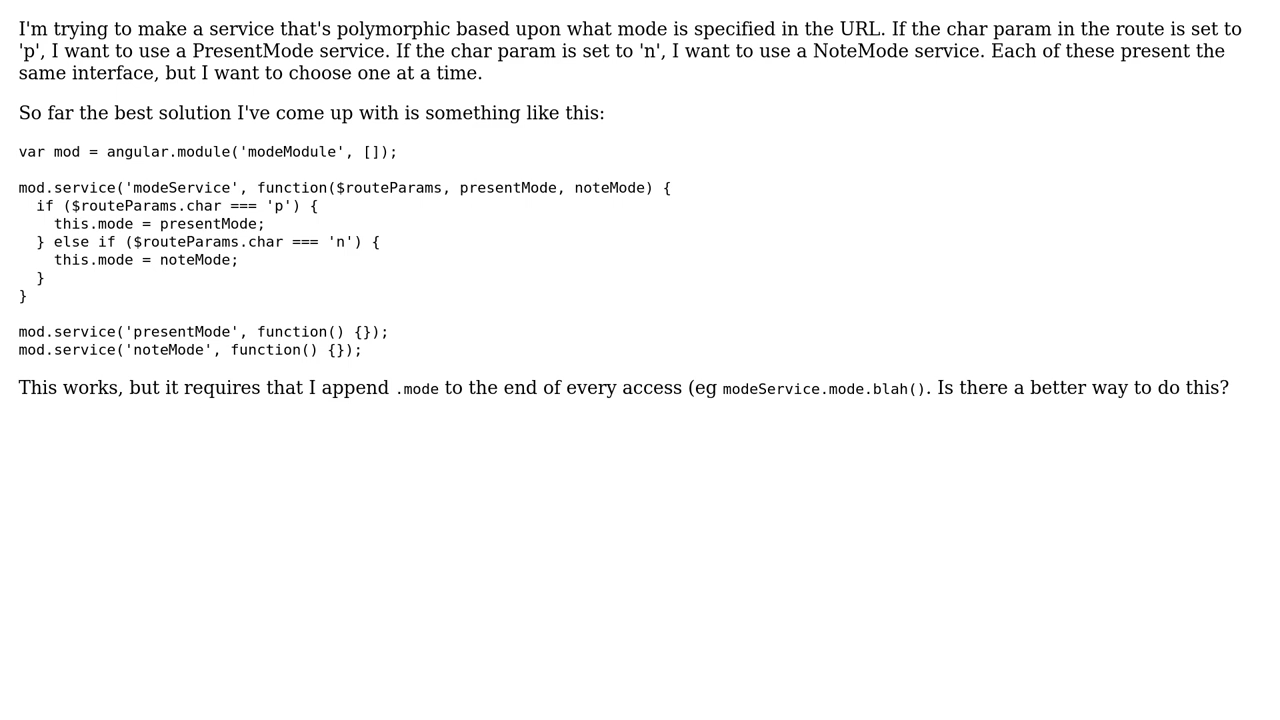 I'm trying to make a service that's polymorphic based upon what mode is specified in the URL. If the char param in the route is set to
'p', I want to use a PresentMode service. If the char param is set to 'n', I want to use a NoteMode service. Each of these present the
same interface, but I want to choose one at a time.
So far the best solution I've come up with is something like this:
var mod = angular.module('modeModule', []);
mod.service('modeService', function($routeParams, presentMode, noteMode) {
  if ($routeParams.char === 'p') {
    this.mode = presentMode;
  } else if ($routeParams.char === 'n') {
    this.mode = noteMode;
  }
}
mod.service('presentMode', function() {});
mod.service('noteMode', function() {});
This works, but it requires that I append .mode to the end of every access (eg modeService.mode.blah(). Is there a better way to do this?